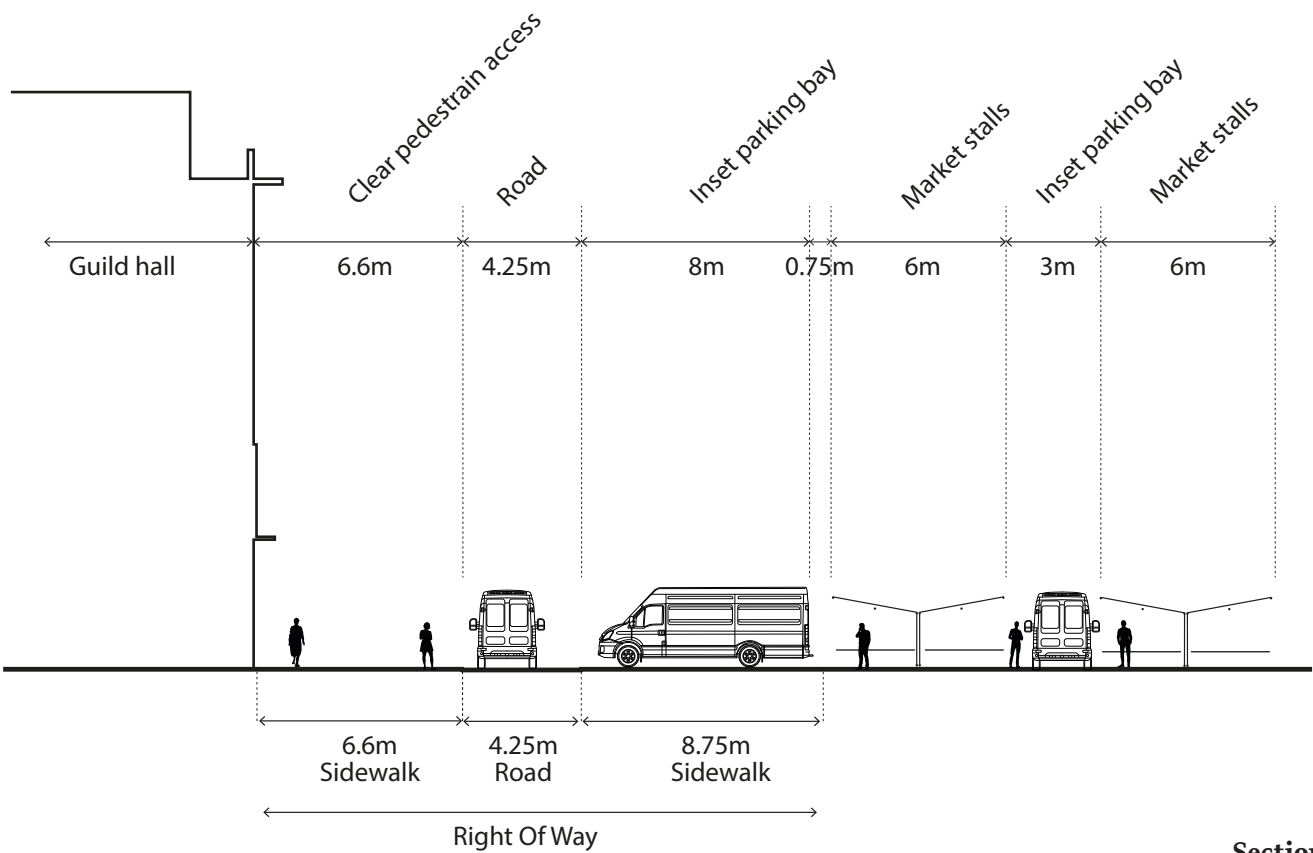 Clear pedestrain access
Road
Inset parking bay
Market stalls
Inset parking bay
Market stalls
Guild hall
6.6m
4.25m
8m
0.75m
6m
3m
6m
6.6m
Sidewalk
4.25m
Road
8.75m
Sidewalk
Right Of Way
Section